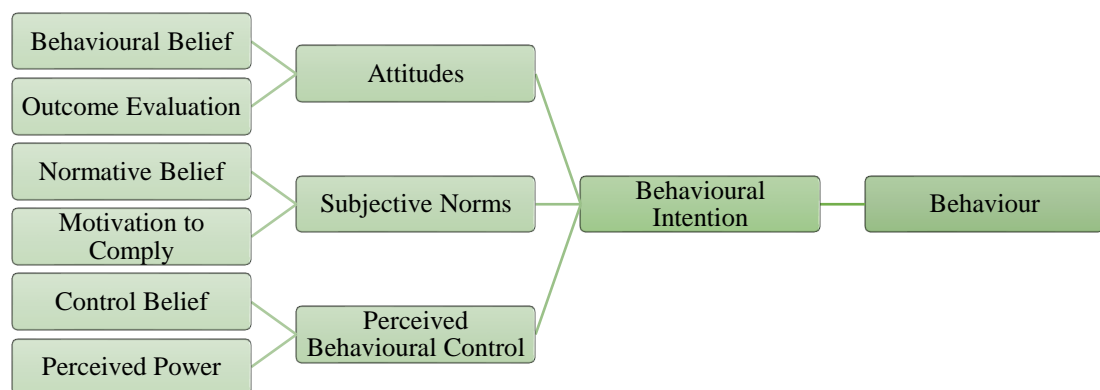 Behavioural Belief
Outcome Evaluation
Attitudes
Normative Belief
Motivation to
Comply
Subjective Norms
Control Belief
Perceived Power
Perceived
Behavioural Control
Behavioural
Intention
Behaviour